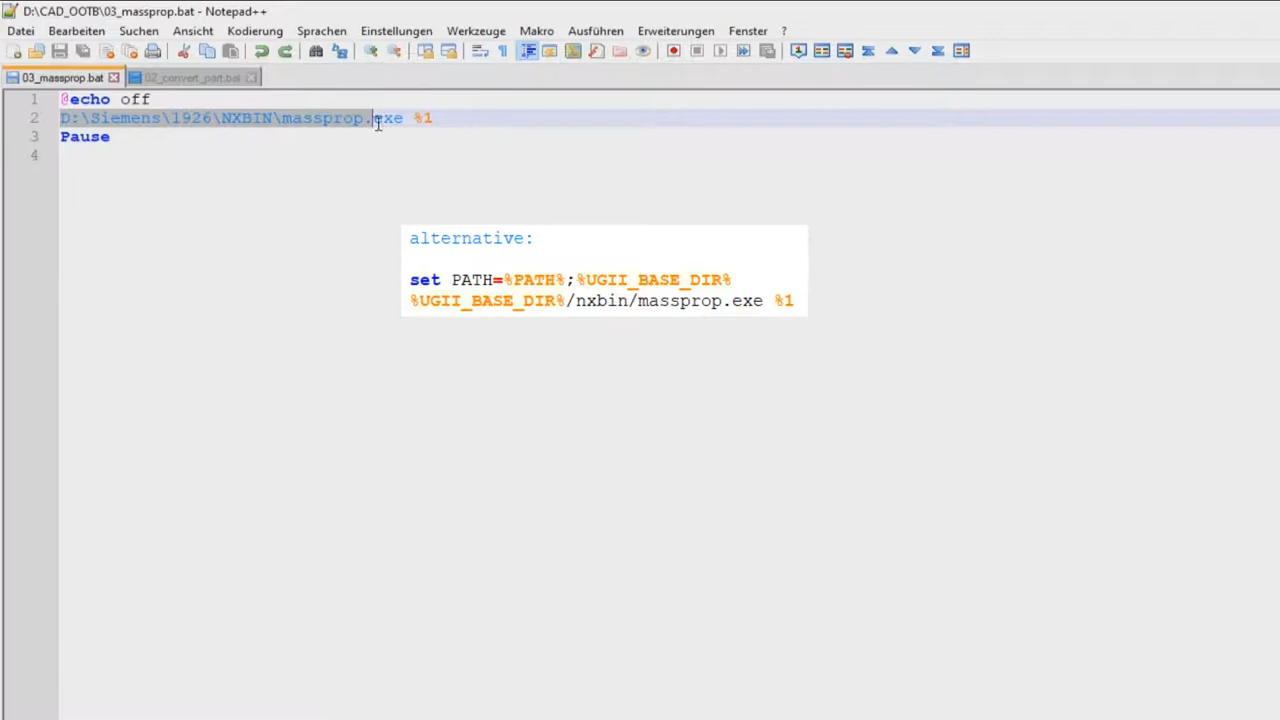 D:\CAD_OOTB\03_massprop.bat - Notepad++
Datei Bearbeiten Suchen Ansicht Kodierung Sprachen Einstellungen Werkzeuge Makro Ausführen Erweiterungen Fenster ?
03_massprop.bat 02_convert_part.bat
1 @echo off
2 D:\Siemens\1926\NXBIN\massprop.exe %1
3 Pause
4
alternative:
set PATH=%PATH%;%UGII_BASE_DIR%
%UGII_BASE_DIR%/nxbin/massprop.exe %1